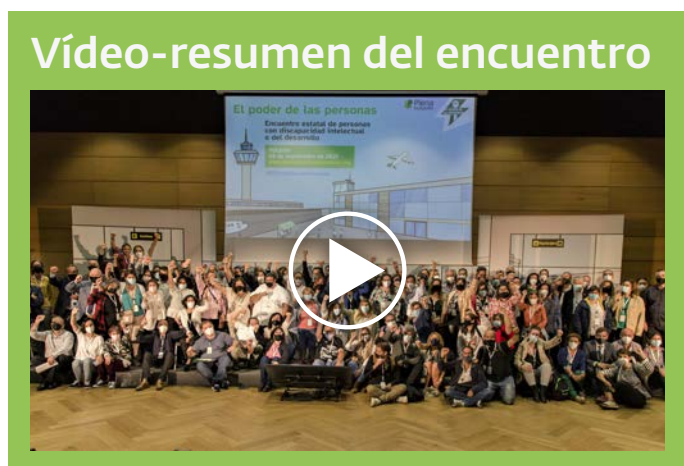 Vídeo-resumen del encuentro
El poder de las personas
Plena
Encuentro estatal de personas
con discapacidad intelectual
o del desarrollo